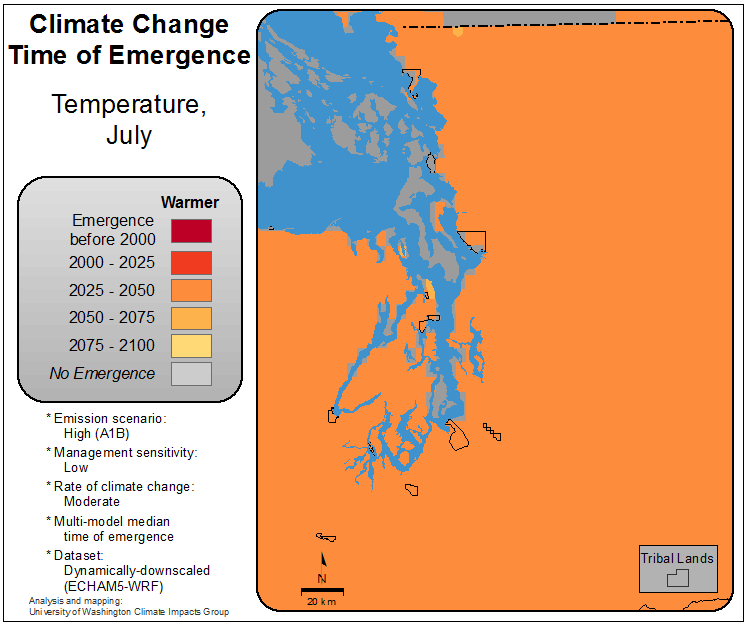 Climate Change
Time of Emergence
Temperature,
July
Warmer
Emergence
before 2000
2000 - 2025
2025 - 2050
2050 - 2075
2075 - 2100
No Emergence
* Emission scenario:
High (A1B)
* Management sensitivity:
Low
* Rate of climate change:
Moderate
* Multi-model median
time of emergence
* Dataset:
Dynamically-downscaled
(ECHAM5-WRF)
Analysis and mapping:
University of Washington Climate Impacts Group
N
20 km
Tribal Lands